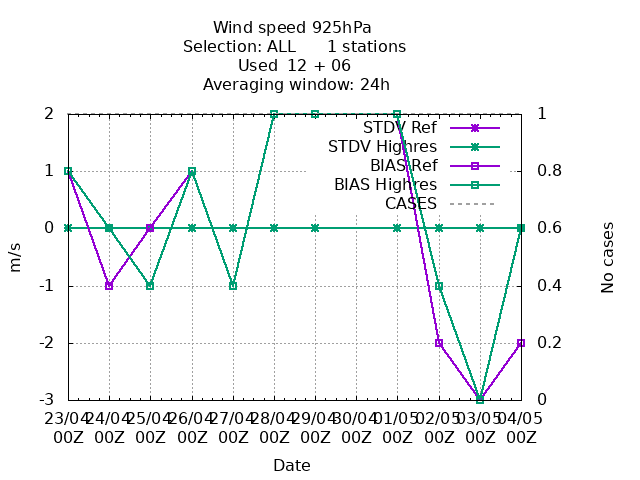 Wind speed 925hPa
Selection: ALL 1 stations
Used 12 + 06
Averaging window: 24h
2
1
0
-1
-2
-3
m/s
1
0.8
0.6
0.4
0.2
0
No cases
STDV Ref
STDV Highres
BIAS Ref
BIAS Highres
CASES
23/04 24/04 25/04 26/04 27/04 28/04 29/04 30/04 01/05 02/05 03/05 04/05
00Z 00Z 00Z 00Z 00Z 00Z 00Z 00Z 00Z 00Z 00Z 00Z
Date